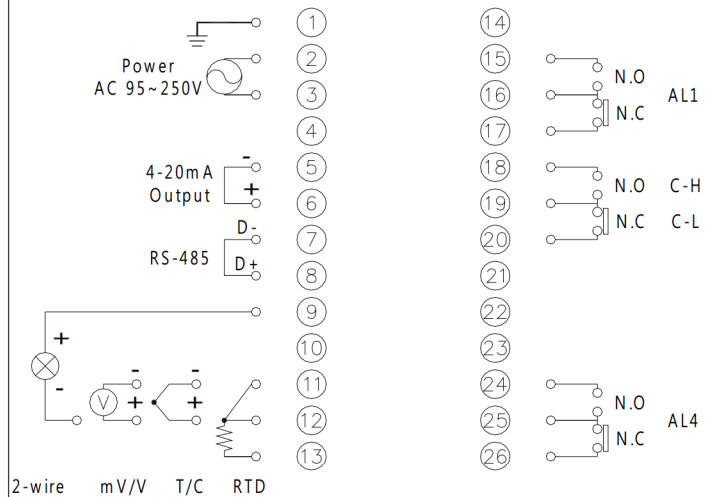 1 14
2 15
Power
AC 95~250V
N.O
3 16 AL1
N.C
4 17
- 5 18
4-20mA
Output
N.O C-H
+ 6 19
N.C C-L
D- 7 20
RS-485
D+ 8 21
9 22
+
10 23
- - 11 24
-
N.O
V + + 12 25 AL4
N.C
13 26
2-wire mV/V T/C RTD